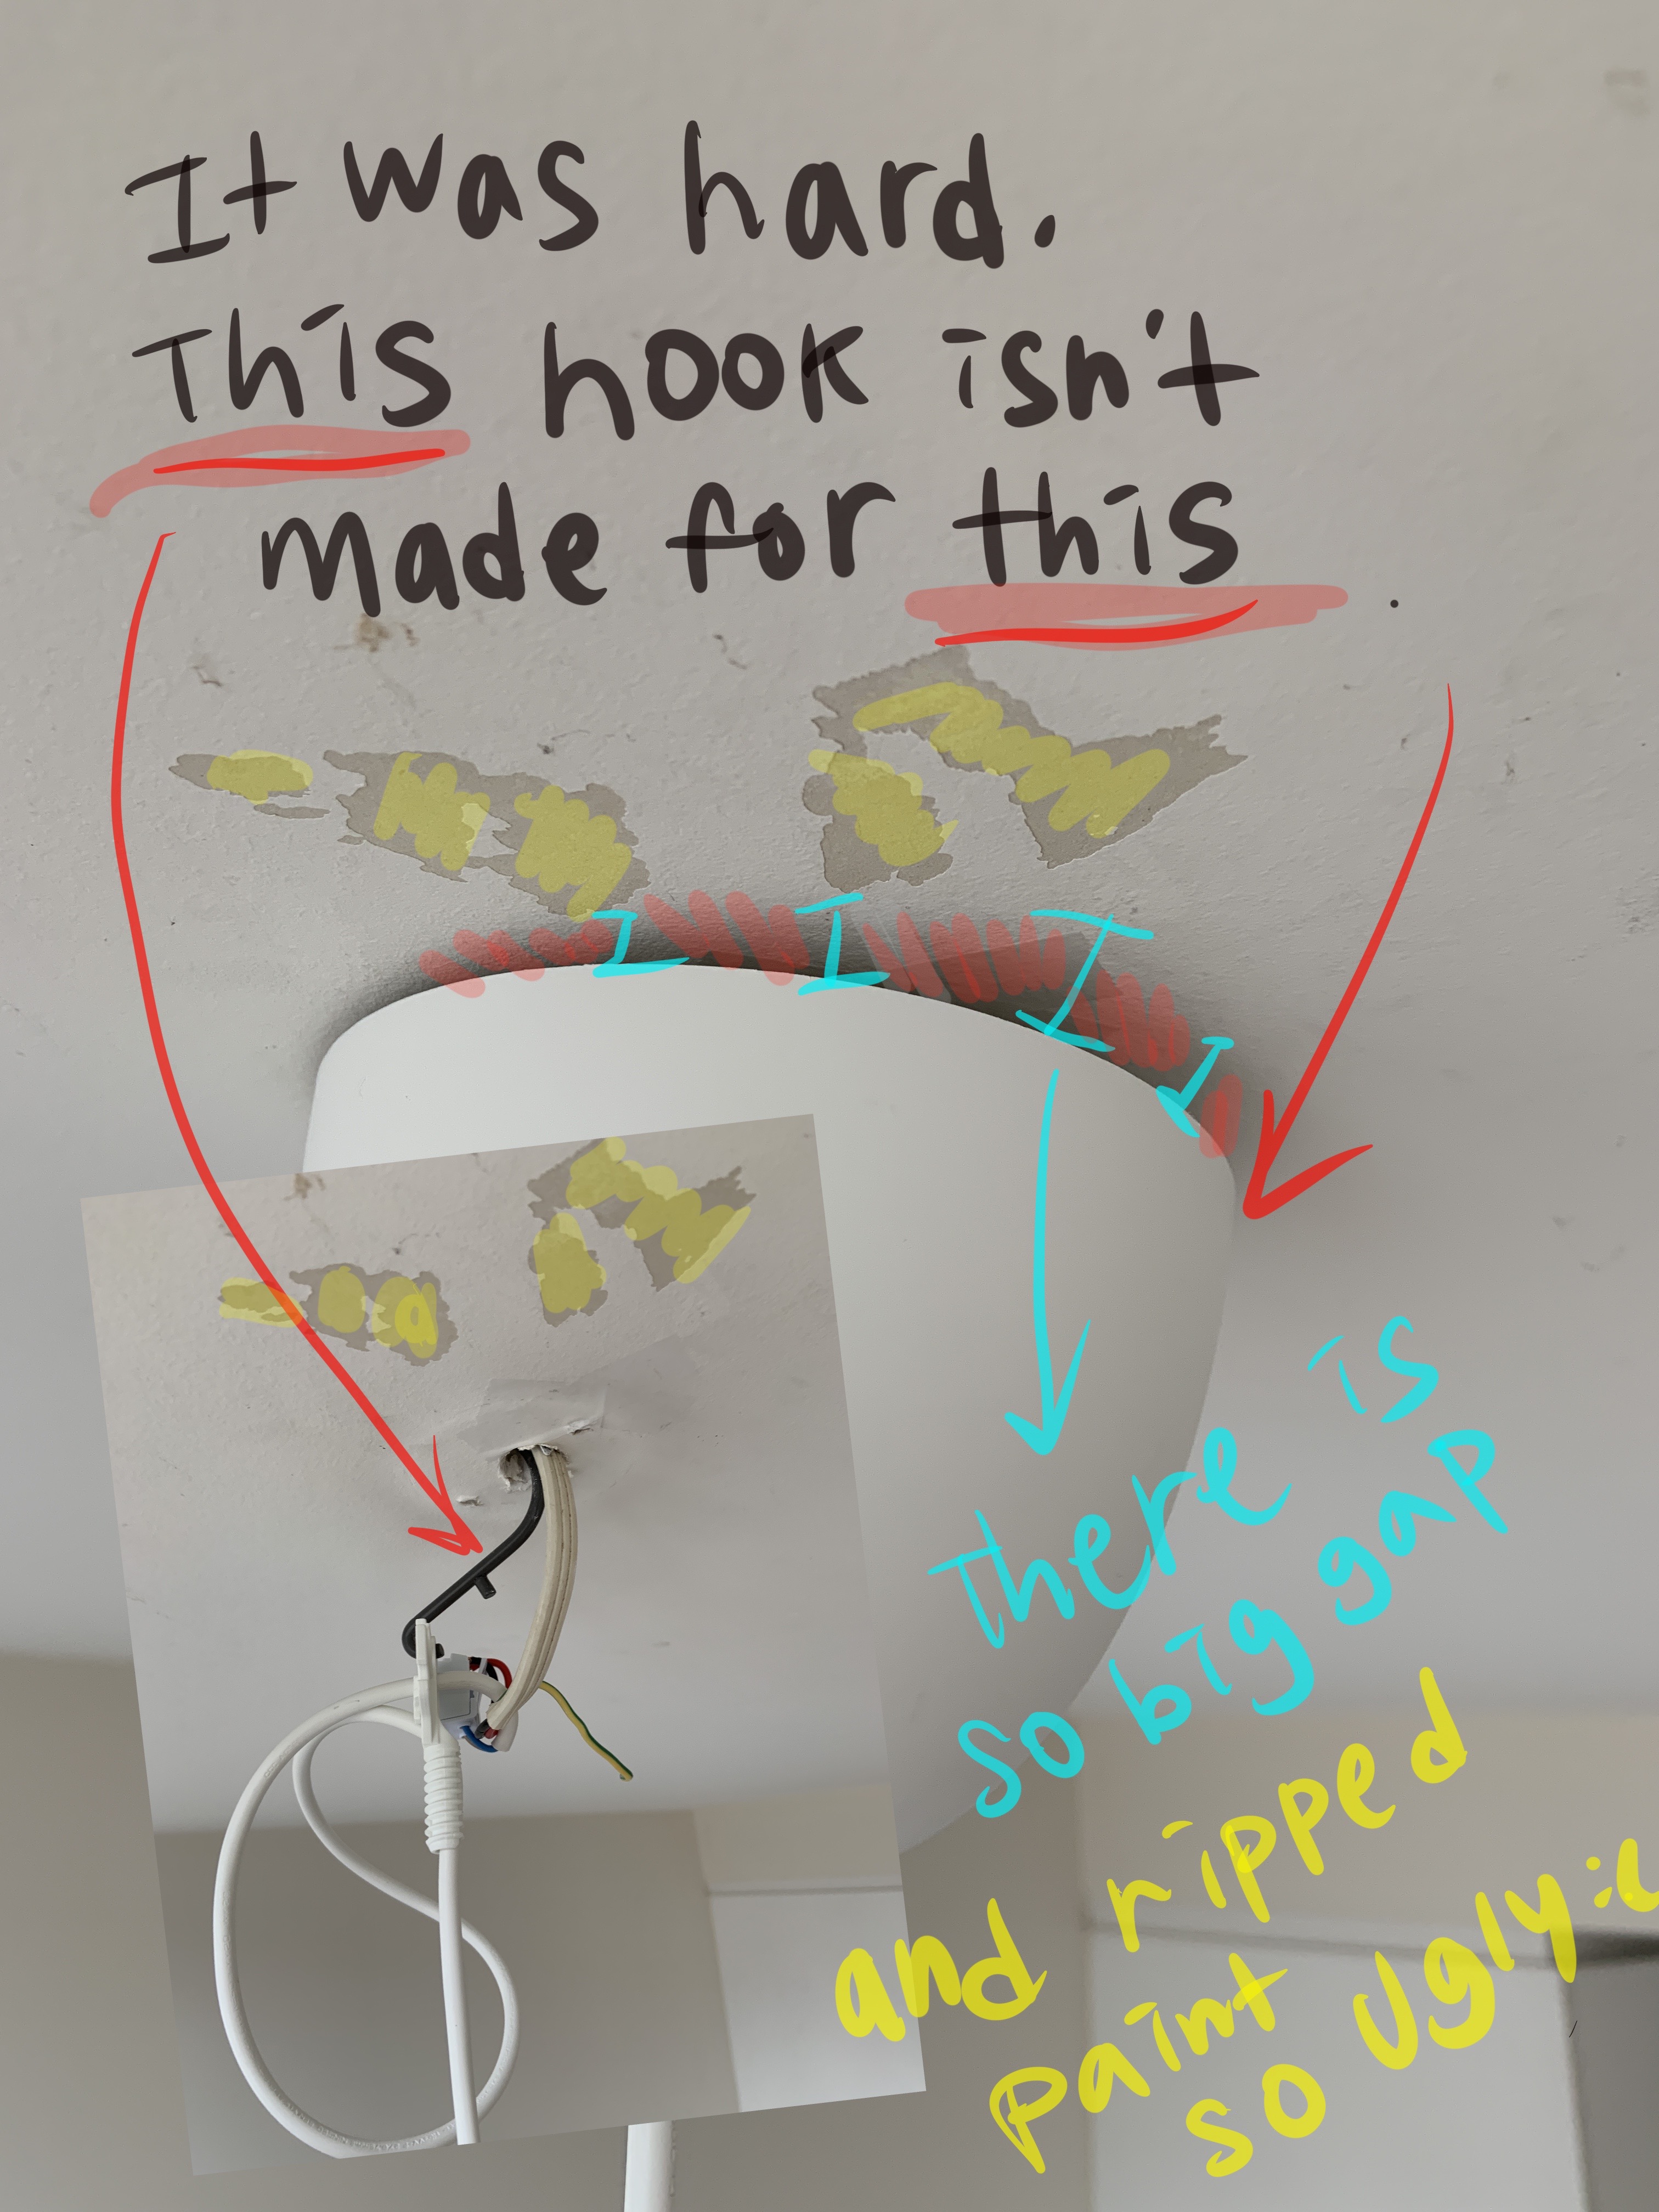 It was hard.
This hook isn't
made for this.
there is
so big gap
and ripped
paint
so Ugly:(